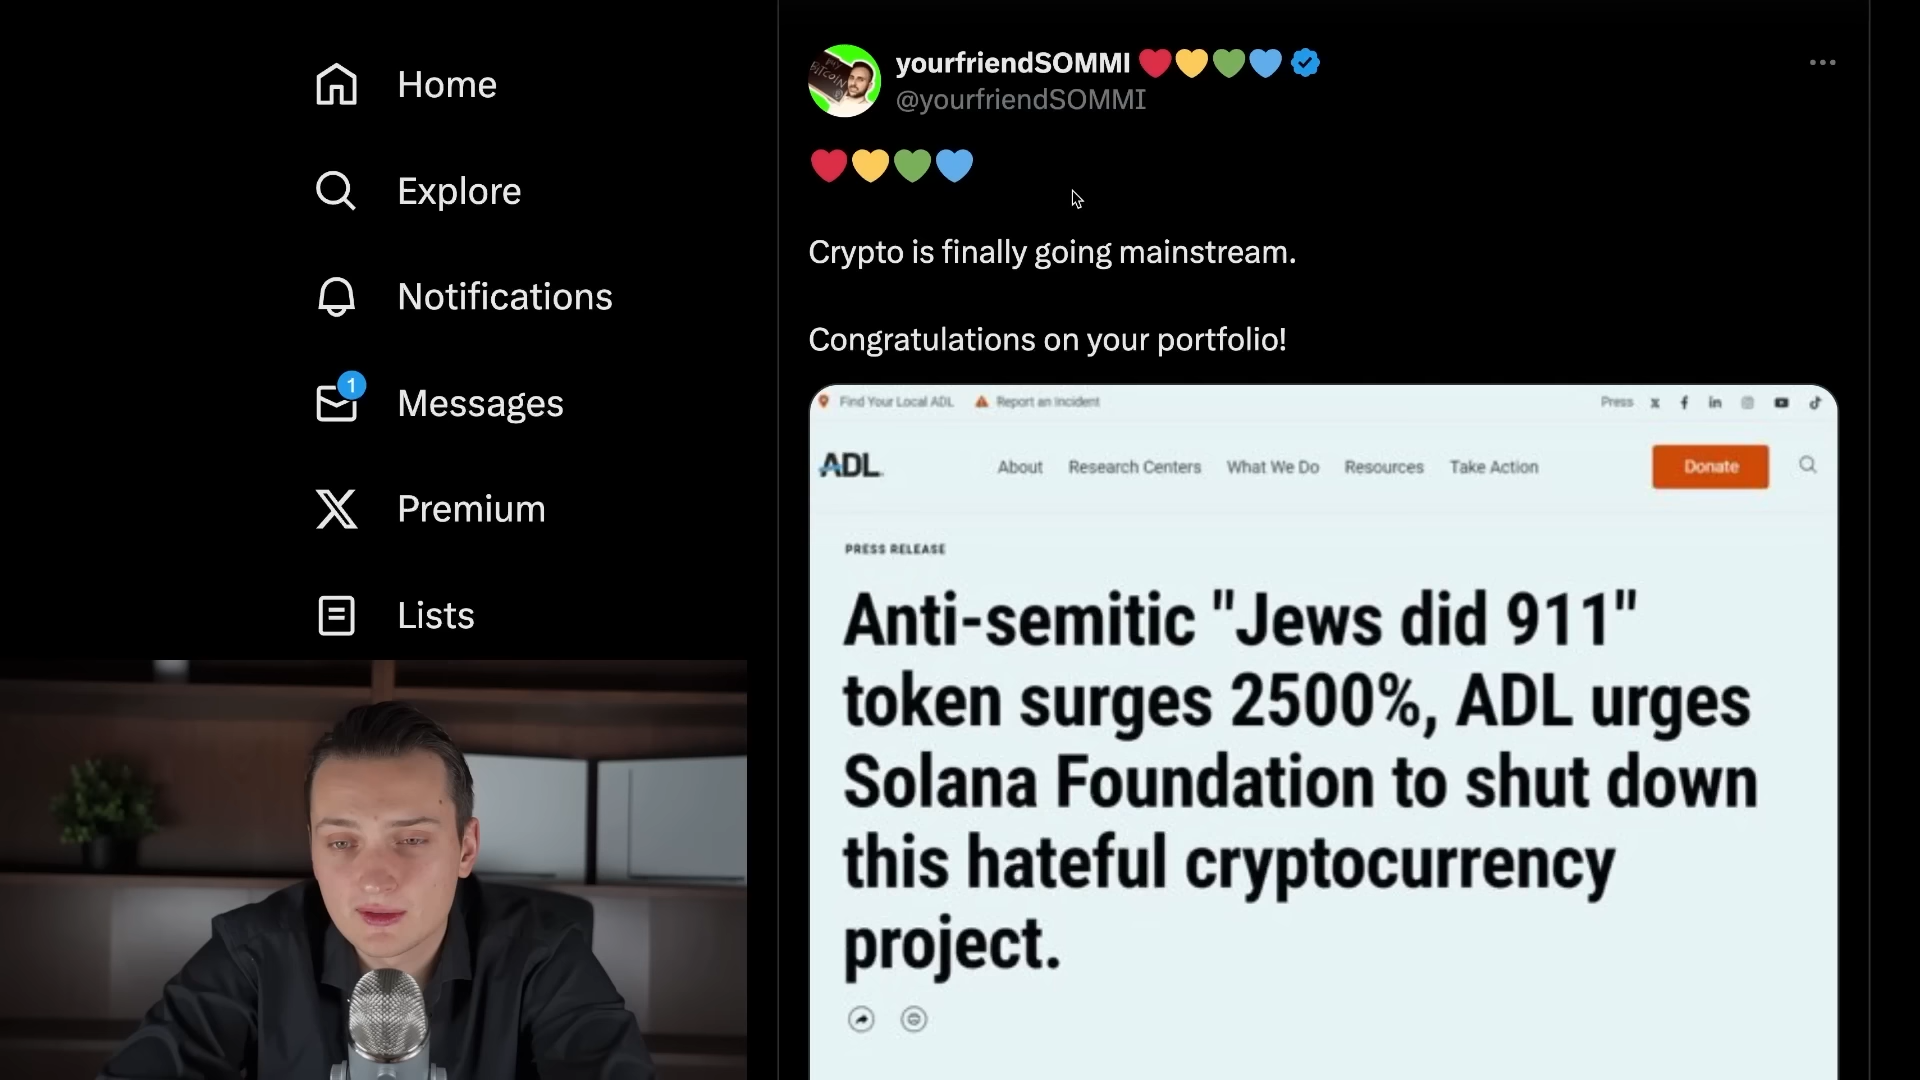 Home
Explore
Notifications
1
Messages
Premium
Lists
yourfriendSOMMI
@yourfriendSOMMI
Crypto is finally going mainstream.
Congratulations on your portfolio!
Find Your Local ADL Report an Incident Press
ADL About Research Centers What We Do Resources Take Action Donate
PRESS RELEASE
Anti-semitic "Jews did 911"
token surges 2500%, ADL urges
Solana Foundation to shut down
this hateful cryptocurrency
project.